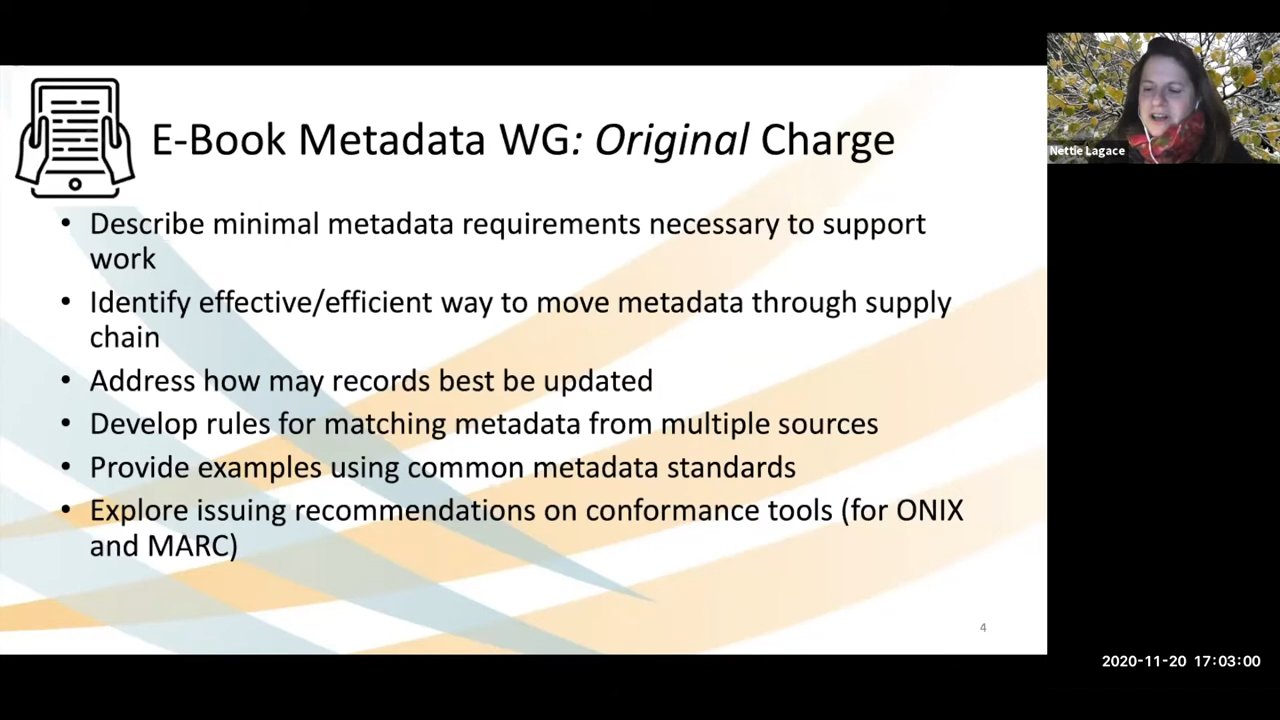 E-Book Metadata WG: Original Charge
• Describe minimal metadata requirements necessary to support
work
• Identify effective/efficient way to move metadata through supply
chain
• Address how may records best be updated
• Develop rules for matching metadata from multiple sources
• Provide examples using common metadata standards
• Explore issuing recommendations on conformance tools (for ONIX
and MARC)
4
Nettie Lagace
2020-11-20 17:03:00